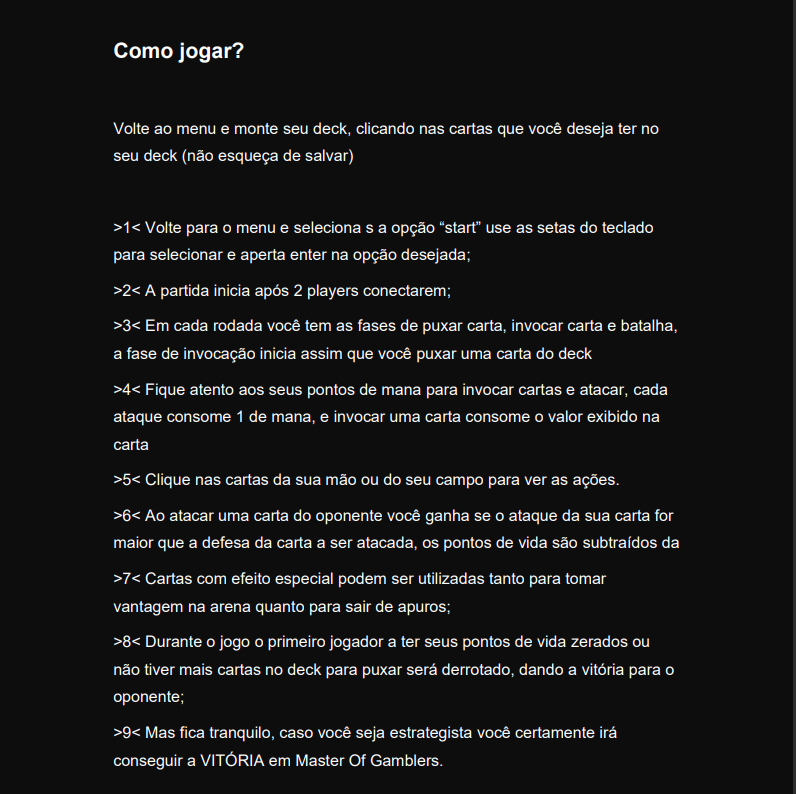 Como jogar?
Volte ao menu e monte seu deck, clicando nas cartas que você deseja ter no
seu deck (não esqueça de salvar)
>1< Volte para o menu e seleciona s a opção “start” use as setas do teclado
para selecionar e aperta enter na opção desejada;
>2< A partida inicia após 2 players conectarem;
>3< Em cada rodada você tem as fases de puxar carta, invocar carta e batalha,
a fase de invocação inicia assim que você puxar uma carta do deck
>4< Fique atento aos seus pontos de mana para invocar cartas e atacar, cada
ataque consome 1 de mana, e invocar uma carta consome o valor exibido na
carta
>5< Clique nas cartas da sua mão ou do seu campo para ver as ações.
>6< Ao atacar uma carta do oponente você ganha se o ataque da sua carta for
maior que a defesa da carta a ser atacada, os pontos de vida são subtraídos da
>7< Cartas com efeito especial podem ser utilizadas tanto para tomar
vantagem na arena quanto para sair de apuros;
>8< Durante o jogo o primeiro jogador a ter seus pontos de vida zerados ou
não tiver mais cartas no deck para puxar será derrotado, dando a vitória para o
oponente;
>9< Mas fica tranquilo, caso você seja estrategista você certamente irá
conseguir a VITÓRIA em Master Of Gamblers.